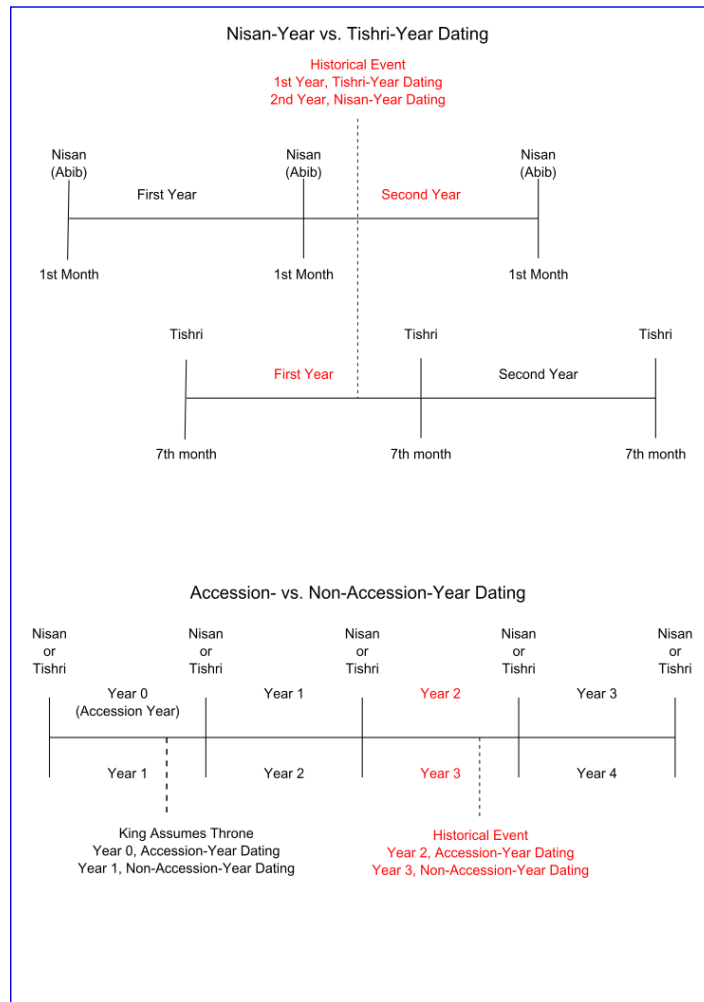 Nisan-Year vs. Tishri-Year Dating
Historical Event
1st Year, Tishri-Year Dating
2nd Year, Nisan-Year Dating
Nisan
(Abib)
Nisan
(Abib)
Nisan
(Abib)
First Year
Second Year
1st Month
1st Month
1st Month
Tishri
Tishri
Tishri
First Year
Second Year
7th month
7th month
7th month
Accession- vs. Non-Accession-Year Dating
Nisan
or
Tishri
Nisan
or
Tishri
Nisan
or
Tishri
Nisan
or
Tishri
Nisan
or
Tishri
Year 0
(Accession Year)
Year 1
Year 2
Year 3
Year 1
Year 2
Year 3
Year 4
King Assumes Throne
Year 0, Accession-Year Dating
Year 1, Non-Accession-Year Dating
Historical Event
Year 2, Accession-Year Dating
Year 3, Non-Accession-Year Dating